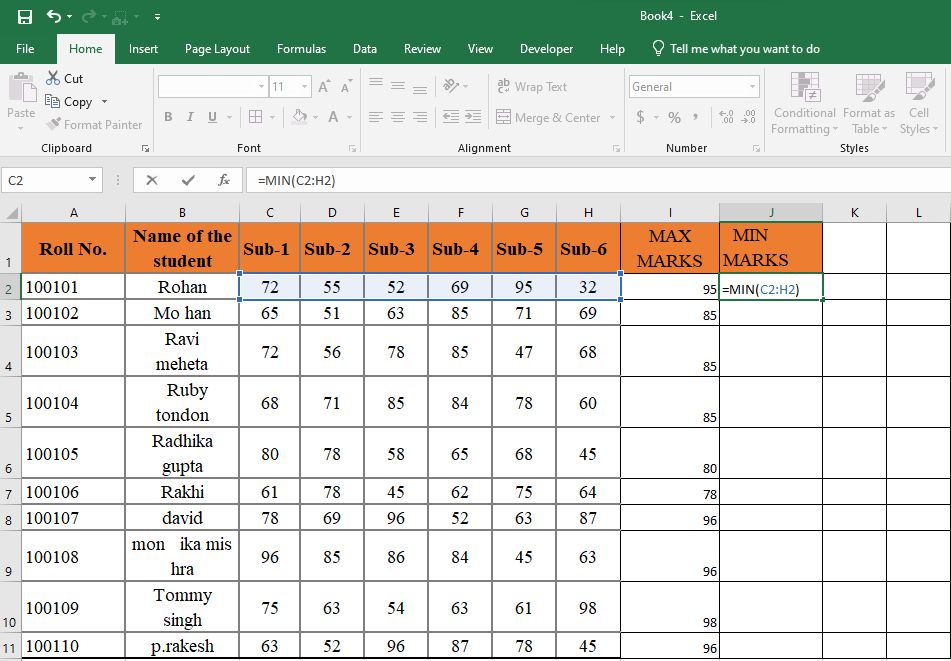 Book4 - Excel
File Home Insert Page Layout Formulas Data Review View Developer Help Tell me what you want to do
Cut
Copy
Format Painter
Paste
Clipboard
11 A A
B I U A
Font
ab Wrap Text
Merge & Center
Alignment
General
$ % , .00 .00
Number
Conditional Formatting
Format as Table
Cell Styles
Styles
C2 fx =MIN(C2:H2)
A B C D E F G H I J K L
1 Roll No. Name of the student Sub-1 Sub-2 Sub-3 Sub-4 Sub-5 Sub-6 MAX MARKS MIN MARKS
2 100101 Rohan 72 55 52 69 95 32 95 =MIN(C2:H2)
3 100102 Mo han 65 51 63 85 71 69 85
4 100103 Ravi meheta 72 56 78 85 47 68 85
5 100104 Ruby tondon 68 71 85 84 78 60 85
6 100105 Radhika gupta 80 78 58 65 68 45 80
7 100106 Rakhi 61 78 45 62 75 64 78
8 100107 david 78 69 96 52 63 87 96
9 100108 mon ika mis hra 96 85 86 84 45 63 96
10 100109 Tommy singh 75 63 54 63 61 98 98
11 100110 p.rakesh 63 52 96 87 78 45 96